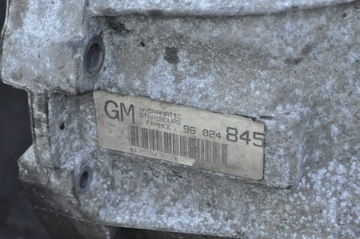 GM HYDRAMATIC
STRASBOURG
FRANCE 96 024 845